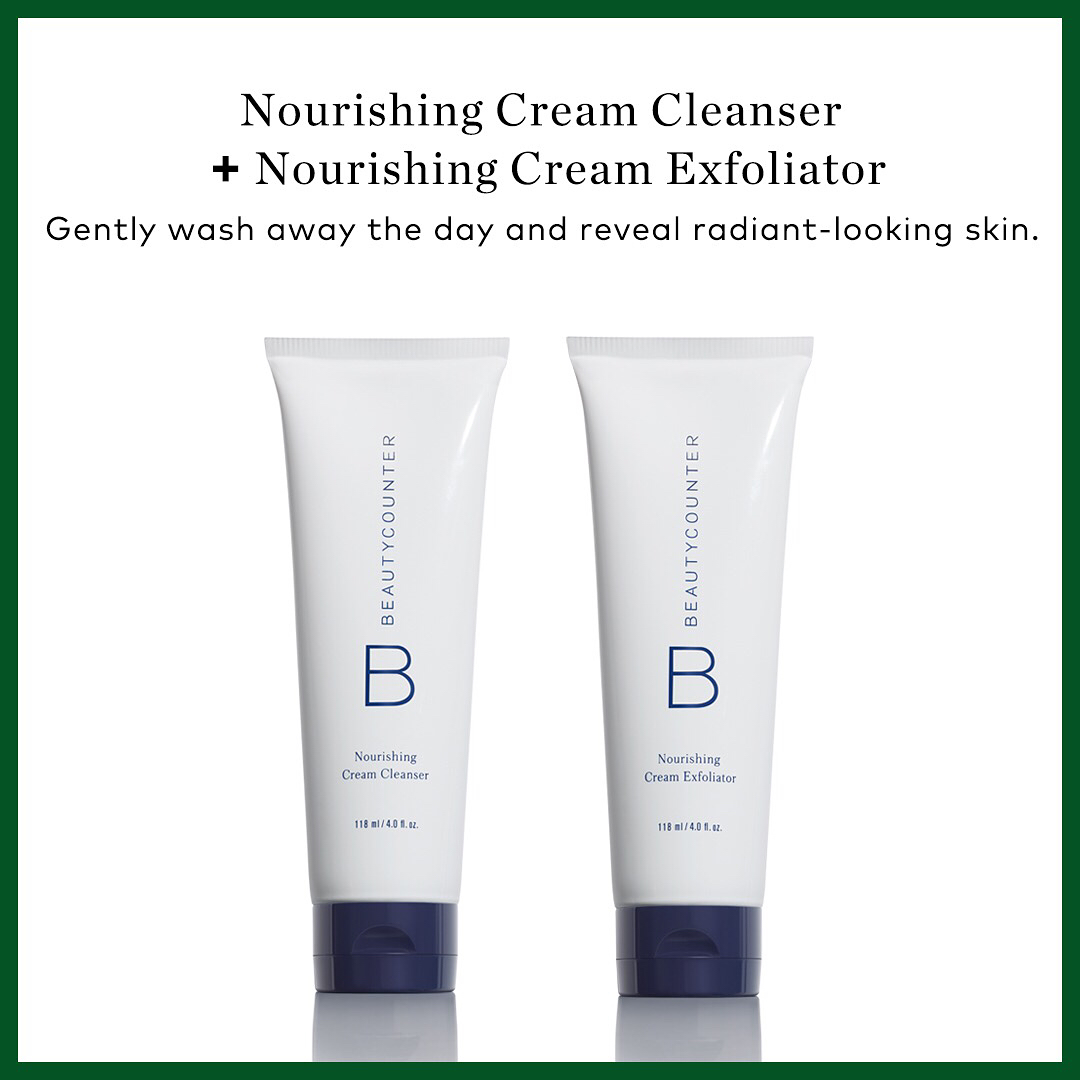 Nourishing Cream Cleanser
+ Nourishing Cream Exfoliator
Gently wash away the day and reveal radiant-looking skin.
BEAUTYCOUNTER
B
Nourishing
Cream Cleanser
118 ml / 4.0 fl. oz.
BEAUTYCOUNTER
B
Nourishing
Cream Exfoliator
118 ml / 4.0 fl. oz.